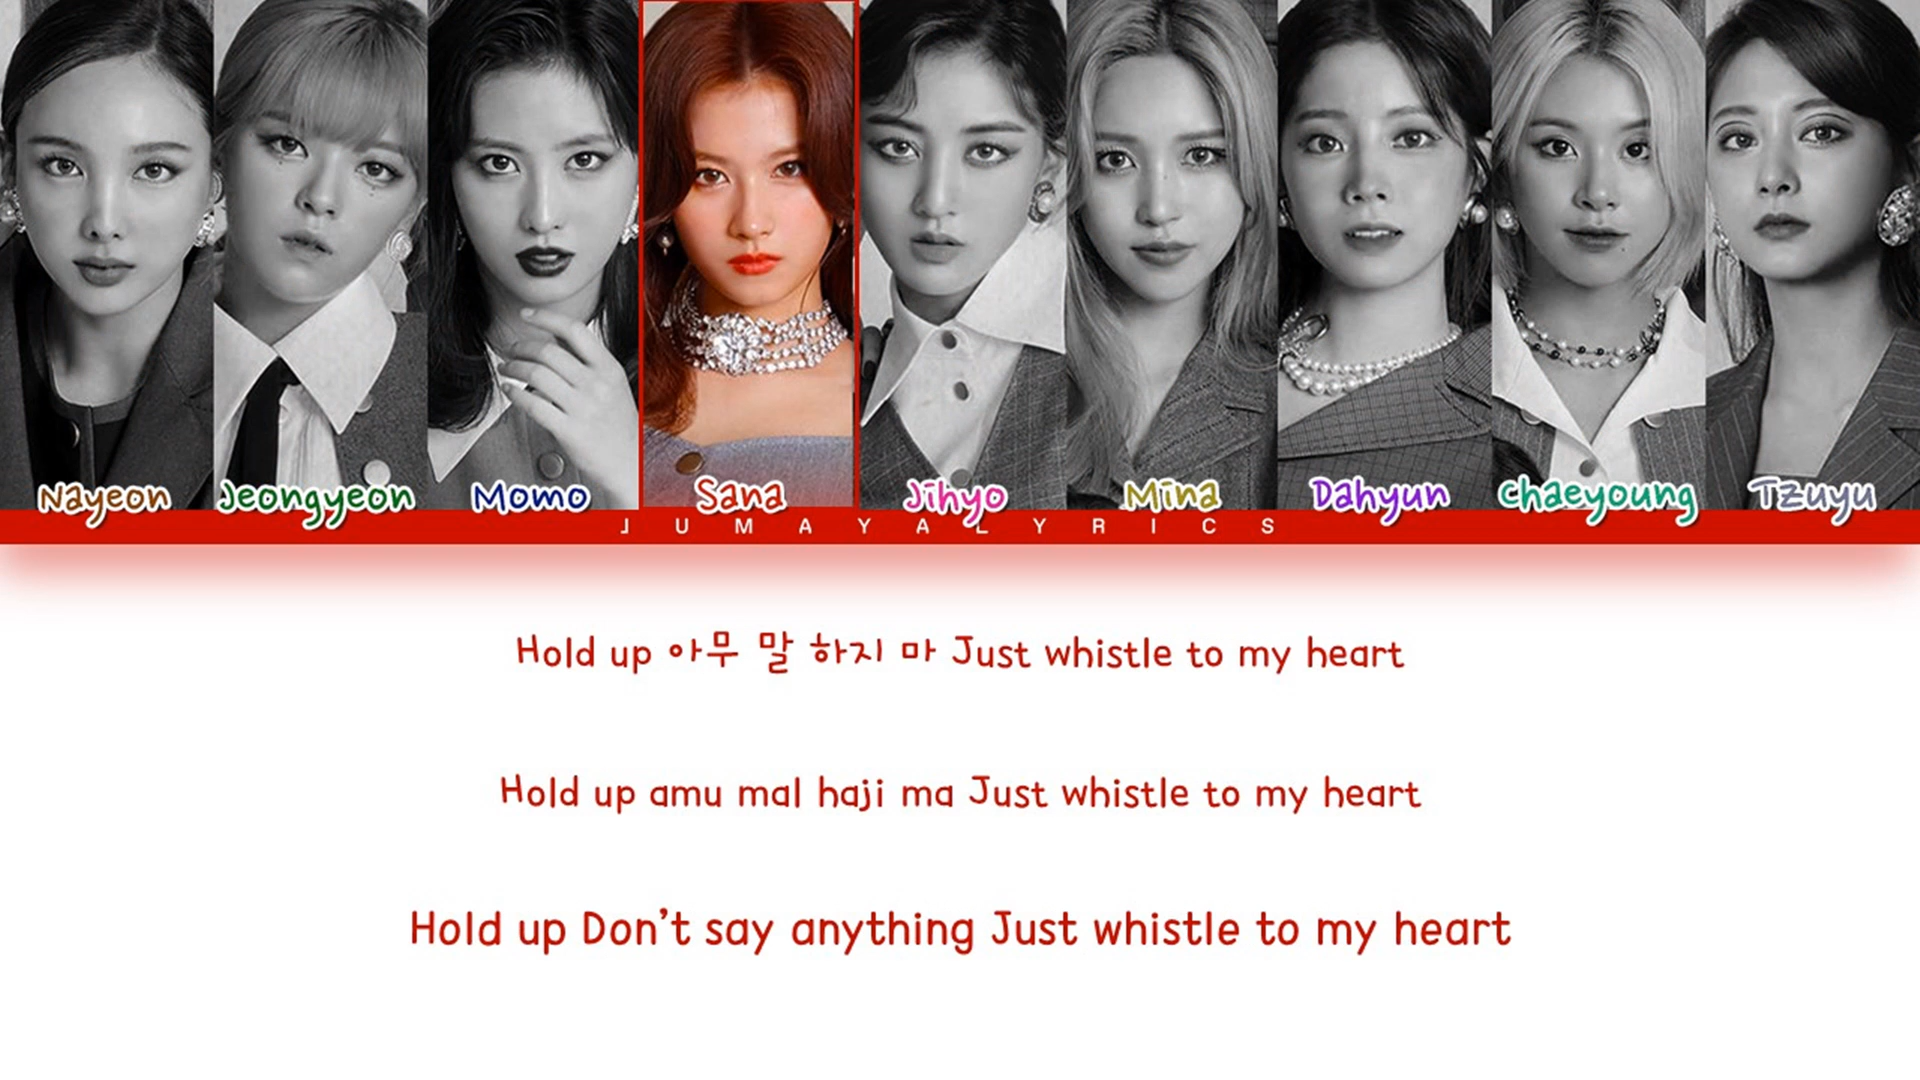 Nayeon Jeongyeon Momo Sana Jihyo Mina Dahyun Chaeyoung Tzuyu
JUMAYALYRICS
Hold up 아무 말 하지 마 Just whistle to my heart
Hold up amu mal haji ma Just whistle to my heart
Hold up Don't say anything Just whistle to my heart